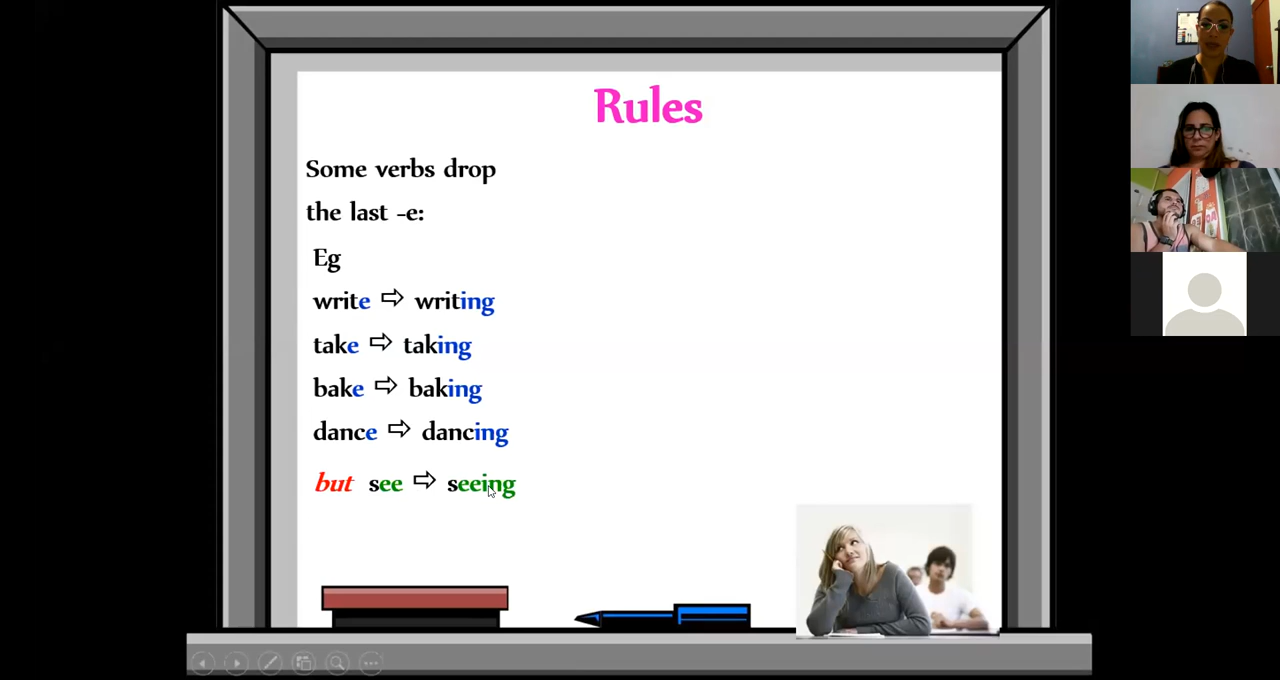 Rules
Some verbs drop
the last -e:
Eg
write ⇨ writing
take ⇨ taking
bake ⇨ baking
dance ⇨ dancing
but see ⇨ seeing